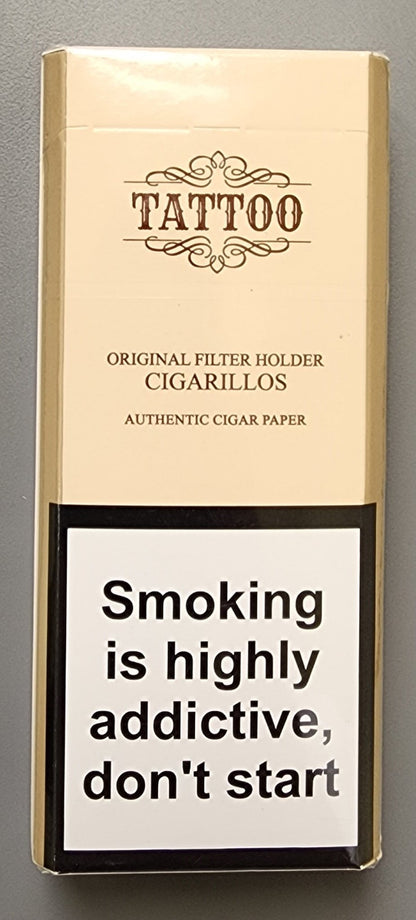 TATTOO
ORIGINAL FILTER HOLDER
CIGARILLOS
AUTHENTIC CIGAR PAPER
Smoking
is highly
addictive,
don't start